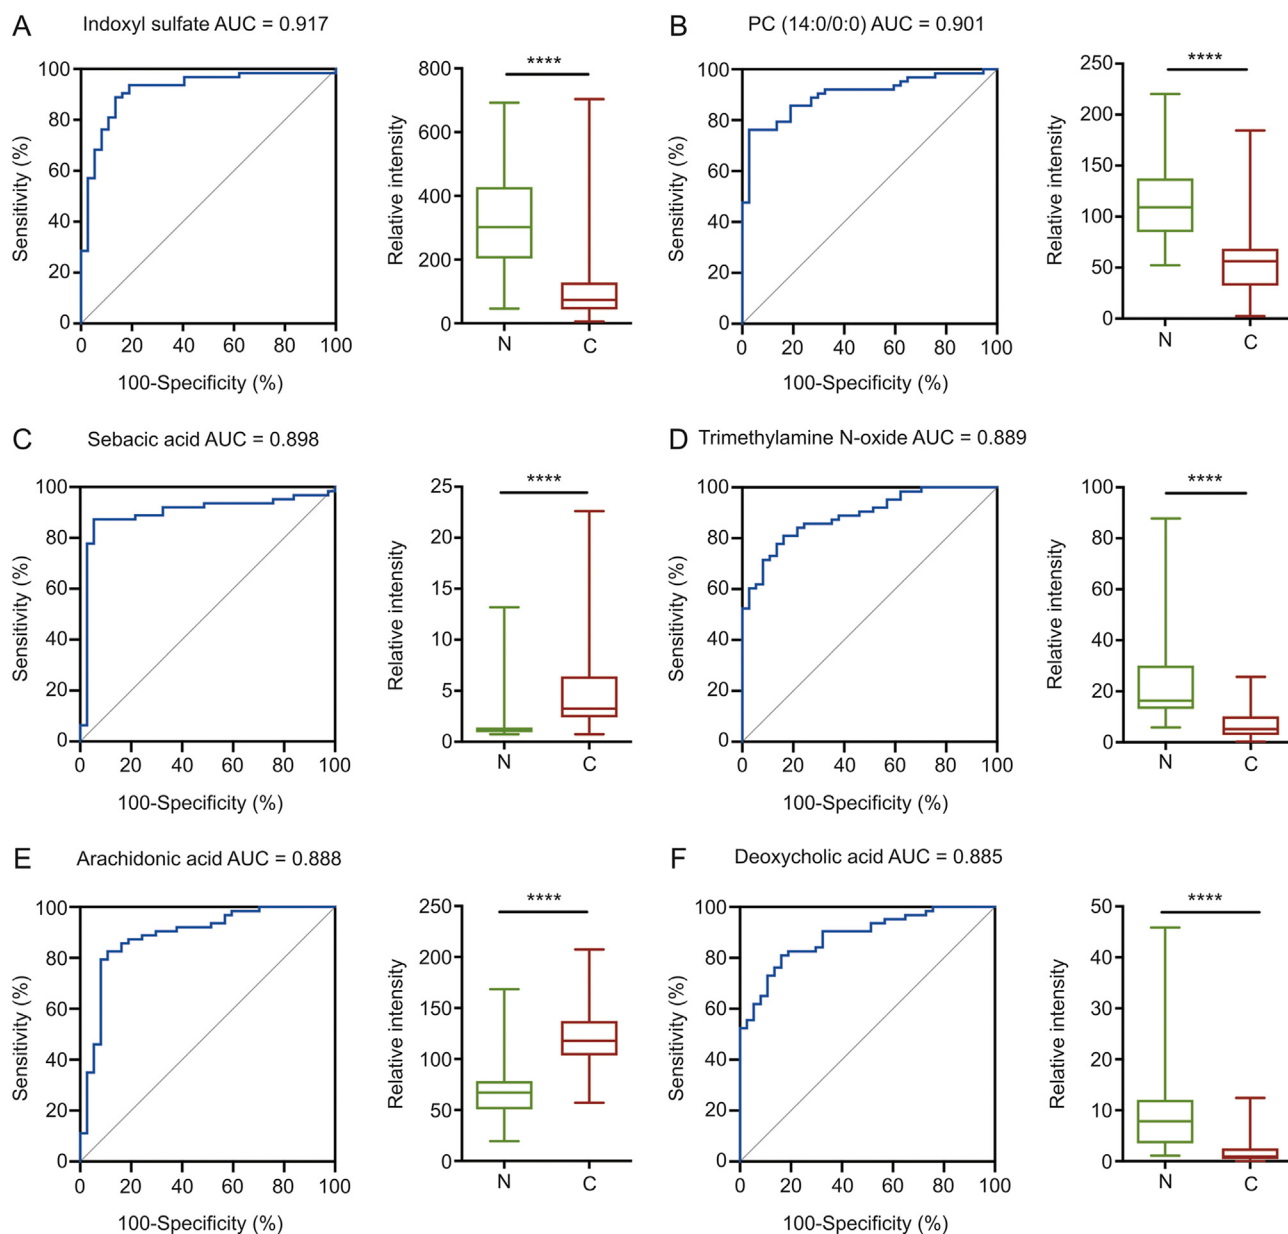 A Indoxyl sulfate AUC = 0.917
Sensitivity (%)
100
80
60
40
20
0
0 20 40 60 80 100
100-Specificity (%)
****
Relative intensity
800
600
400
200
0
N C
B PC (14:0/0:0) AUC = 0.901
Sensitivity (%)
100
80
60
40
20
0
0 20 40 60 80 100
100-Specificity (%)
****
Relative intensity
250
200
150
100
50
0
N C
C Sebacic acid AUC = 0.898
Sensitivity (%)
100
80
60
40
20
0
0 20 40 60 80 100
100-Specificity (%)
****
Relative intensity
25
20
15
10
5
0
N C
D Trimethylamine N-oxide AUC = 0.889
Sensitivity (%)
100
80
60
40
20
0
0 20 40 60 80 100
100-Specificity (%)
****
Relative intensity
100
80
60
40
20
0
N C
E Arachidonic acid AUC = 0.888
Sensitivity (%)
100
80
60
40
20
0
0 20 40 60 80 100
100-Specificity (%)
****
Relative intensity
250
200
150
100
50
0
N C
F Deoxycholic acid AUC = 0.885
Sensitivity (%)
100
80
60
40
20
0
0 20 40 60 80 100
100-Specificity (%)
****
Relative intensity
50
40
30
20
10
0
N C